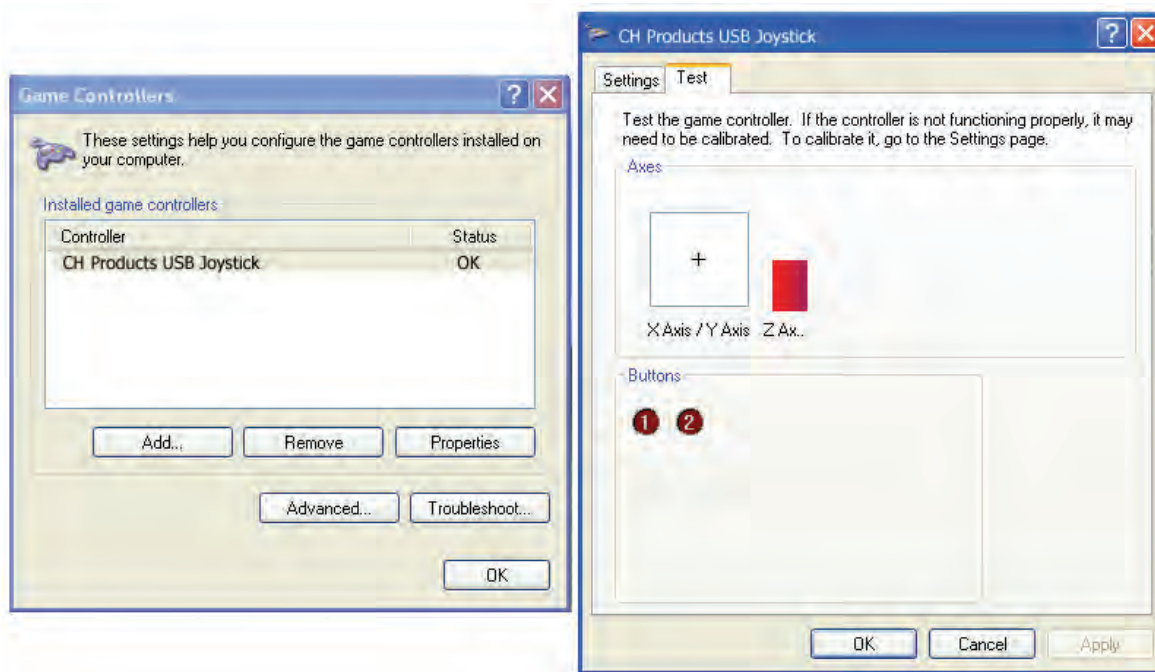 Game Controllers
These settings help you configure the game controllers installed on
your computer.
Installed game controllers
Controller Status
CH Products USB Joystick OK
Add... Remove Properties
Advanced... Troubleshoot...
OK
CH Products USB Joystick
Settings Test
Test the game controller. If the controller is not functioning properly, it may
need to be calibrated. To calibrate it, go to the Settings page.
Axes
X Axis / Y Axis Z Ax..
Buttons
1 2
OK Cancel Apply